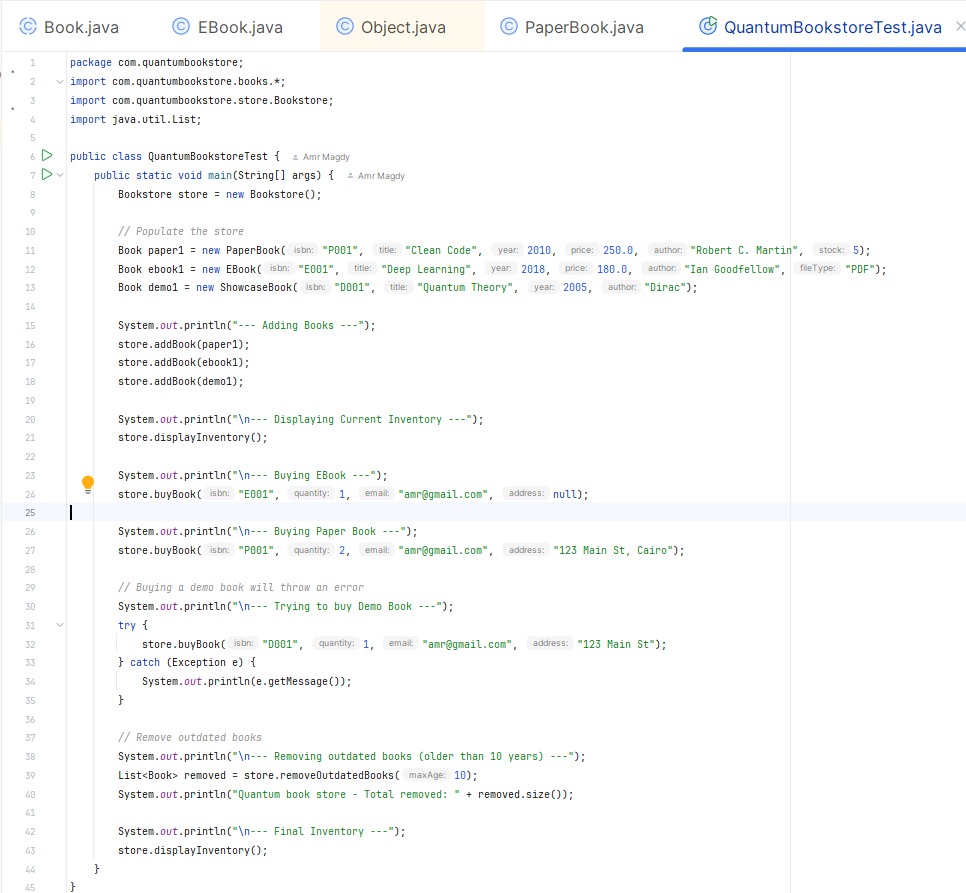 Book.java EBook.java Object.java PaperBook.java QuantumBookstoreTest.java
1 package com.quantumbookstore;
2 import com.quantumbookstore.books.*;
3 import com.quantumbookstore.store.Bookstore;
4 import java.util.List;
5
6 public class QuantumBookstoreTest { Amr Magdy
7 public static void main(String[] args) { Amr Magdy
8 Bookstore store = new Bookstore();
9
10 // Populate the store
11 Book paper1 = new PaperBook( isbn: "P001", title: "Clean Code", year: 2010, price: 250.0, author: "Robert C. Martin", stock: 5);
12 Book ebook1 = new EBook( isbn: "E001", title: "Deep Learning", year: 2018, price: 180.0, author: "Ian Goodfellow", fileType: "PDF");
13 Book demo1 = new ShowcaseBook( isbn: "D001", title: "Quantum Theory", year: 2005, author: "Dirac");
14
15 System.out.println("--- Adding Books ---");
16 store.addBook(paper1);
17 store.addBook(ebook1);
18 store.addBook(demo1);
19
20 System.out.println("\n--- Displaying Current Inventory ---");
21 store.displayInventory();
22
23 System.out.println("\n--- Buying EBook ---");
24 store.buyBook( isbn: "E001", quantity: 1, email: "amr@gmail.com", address: null);
25
26 System.out.println("\n--- Buying Paper Book ---");
27 store.buyBook( isbn: "P001", quantity: 2, email: "amr@gmail.com", address: "123 Main St, Cairo");
28
29 // Buying a demo book will throw an error
30 System.out.println("\n--- Trying to buy Demo Book ---");
31 try {
32 store.buyBook( isbn: "D001", quantity: 1, email: "amr@gmail.com", address: "123 Main St");
33 } catch (Exception e) {
34 System.out.println(e.getMessage());
35 }
36
37 // Remove outdated books
38 System.out.println("\n--- Removing outdated books (older than 10 years) ---");
39 List<Book> removed = store.removeOutdatedBooks( maxAge: 10);
40 System.out.println("Quantum book store - Total removed: " + removed.size());
41
42 System.out.println("\n--- Final Inventory ---");
43 store.displayInventory();
44 }
45 }